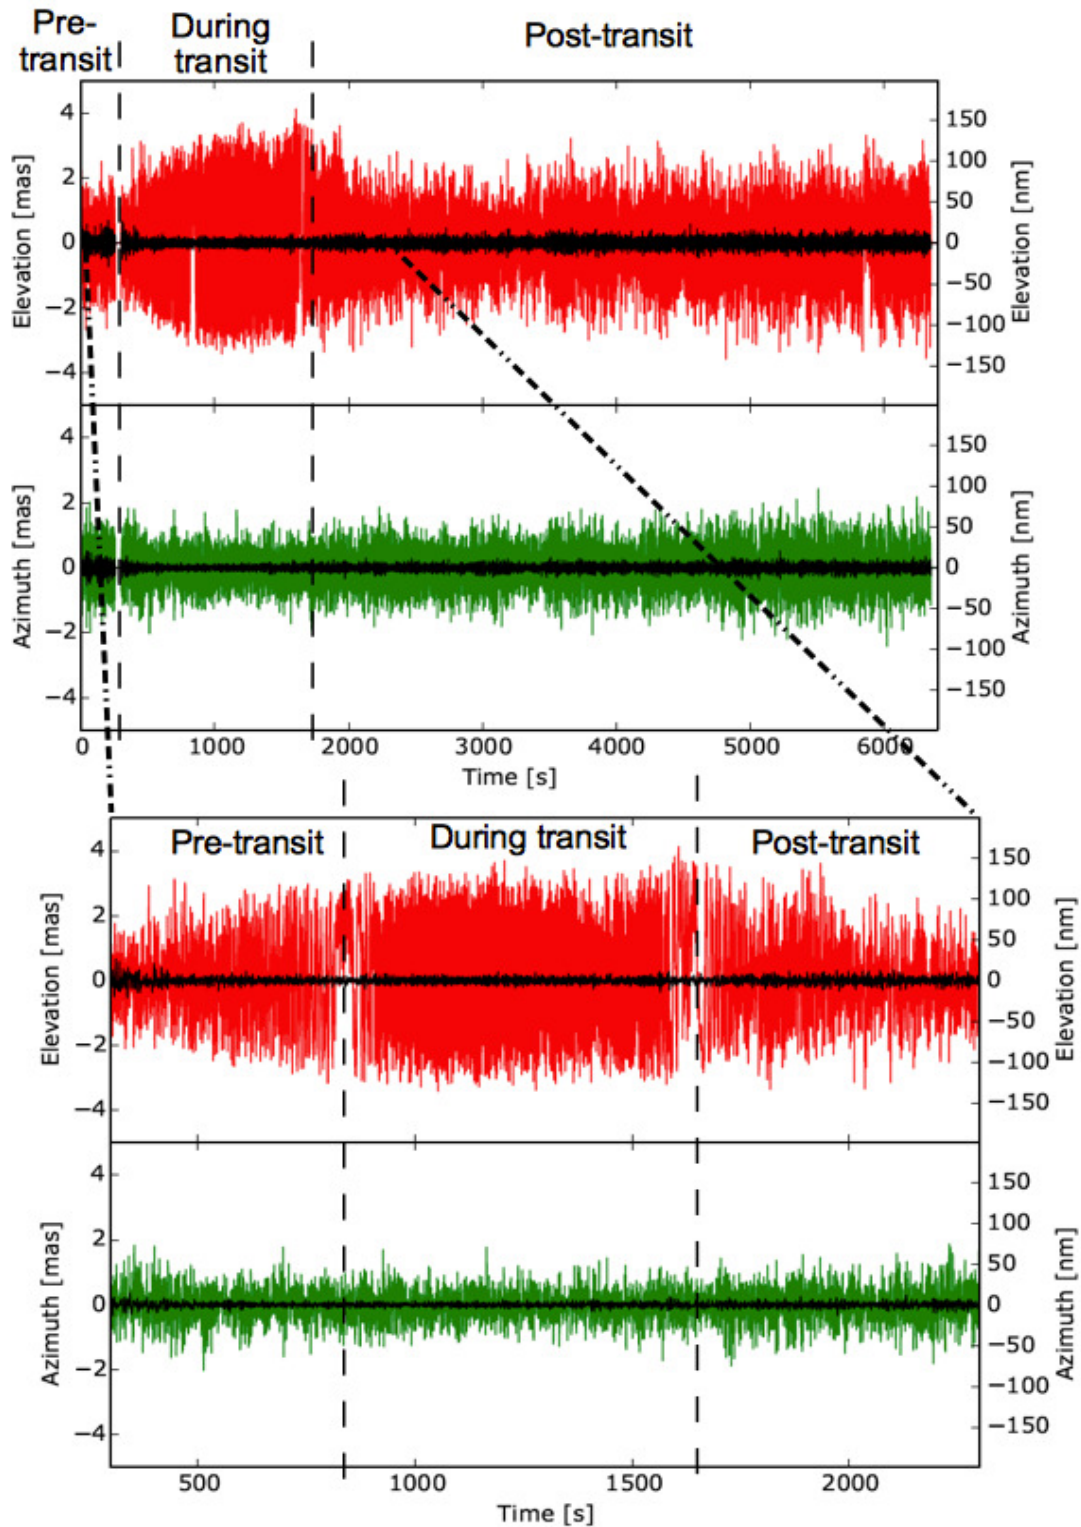 Pre-
transit
During
transit
Post-transit
Elevation [mas]
4
2
0
−2
−4
150
100
50
0
−50
−100
−150
Elevation [nm]
Azimuth [mas]
4
2
0
−2
−4
150
100
50
0
−50
−100
−150
Azimuth [nm]
0 1000 2000 3000 4000 5000 6000
Time [s]
Pre-transit During transit Post-transit
Elevation [mas]
4
2
0
−2
−4
150
100
50
0
−50
−100
−150
Elevation [nm]
Azimuth [mas]
4
2
0
−2
−4
150
100
50
0
−50
−100
−150
Azimuth [nm]
500 1000 1500 2000
Time [s]